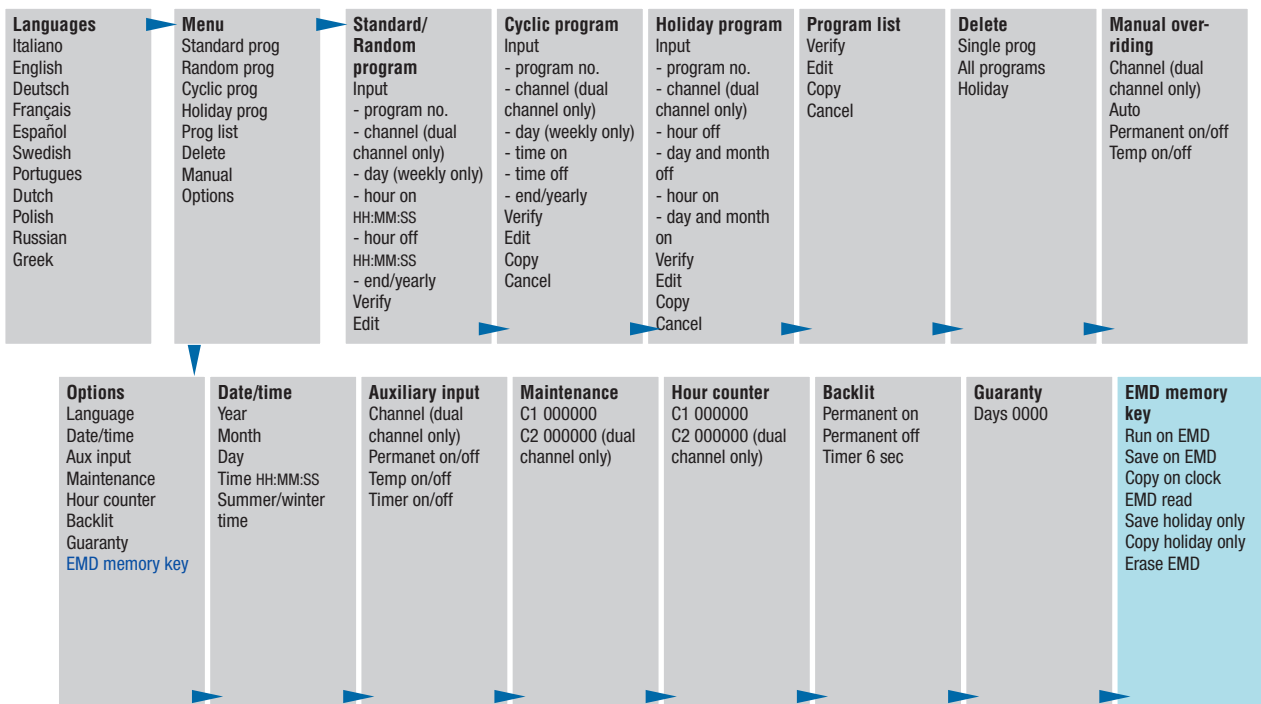 Languages
Italiano
English
Deutsch
Français
Español
Swedish
Portugues
Dutch
Polish
Russian
Greek
Menu
Standard prog
Random prog
Cyclic prog
Holiday prog
Prog list
Delete
Manual
Options
Standard/
Random
program
Input
- program no.
- channel (dual
channel only)
- day (weekly only)
- hour on
HH:MM:SS
- hour off
HH:MM:SS
- end/yearly
Verify
Edit
Cyclic program
Input
- program no.
- channel (dual
channel only)
- day (weekly only)
- time on
- time off
- end/yearly
Verify
Edit
Copy
Cancel
Holiday program
Input
- program no.
- channel (dual
channel only)
- hour off
- day and month
off
- hour on
- day and month
on
Verify
Edit
Copy
Cancel
Program list
Verify
Edit
Copy
Cancel
Delete
Single prog
All programs
Holiday
Manual over-
riding
Channel (dual
channel only)
Auto
Permanent on/off
Temp on/off
Options
Language
Date/time
Aux input
Maintenance
Hour counter
Backlit
Guaranty
EMD memory key
Date/time
Year
Month
Day
Time HH:MM:SS
Summer/winter
time
Auxiliary input
Channel (dual
channel only)
Permanet on/off
Temp on/off
Timer on/off
Maintenance
C1 000000
C2 000000 (dual
channel only)
Hour counter
C1 000000
C2 000000 (dual
channel only)
Backlit
Permanent on
Permanent off
Timer 6 sec
Guaranty
Days 0000
EMD memory
key
Run on EMD
Save on EMD
Copy on clock
EMD read
Save holiday only
Copy holiday only
Erase EMD